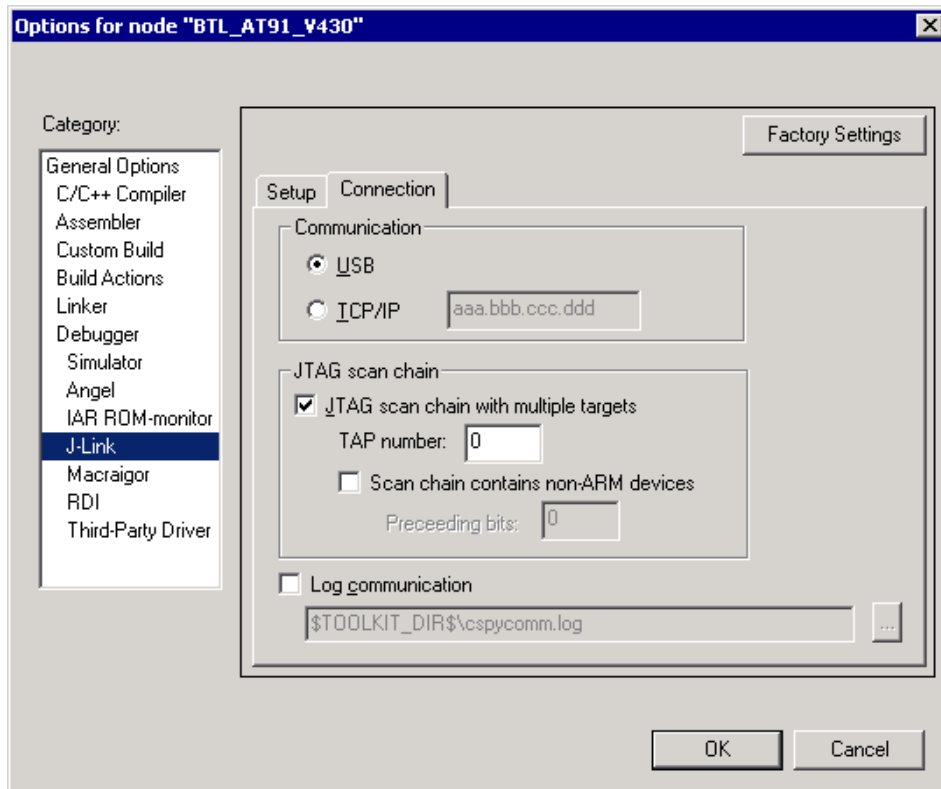 Options for node "BTL_AT91_V430"
Category:
General Options
C/C++ Compiler
Assembler
Custom Build
Build Actions
Linker
Debugger
Simulator
Angel
IAR ROM-monitor
J-Link
Macraigor
RDI
Third-Party Driver
Factory Settings
Setup Connection
Communication
USB
TCP/IP aaa.bbb.ccc.ddd
JTAG scan chain
JTAG scan chain with multiple targets
TAP number: 0
Scan chain contains non-ARM devices
Preceeding bits: 0
Log communication
$TOOLKIT_DIR$\cspycomm.log ...
OK Cancel